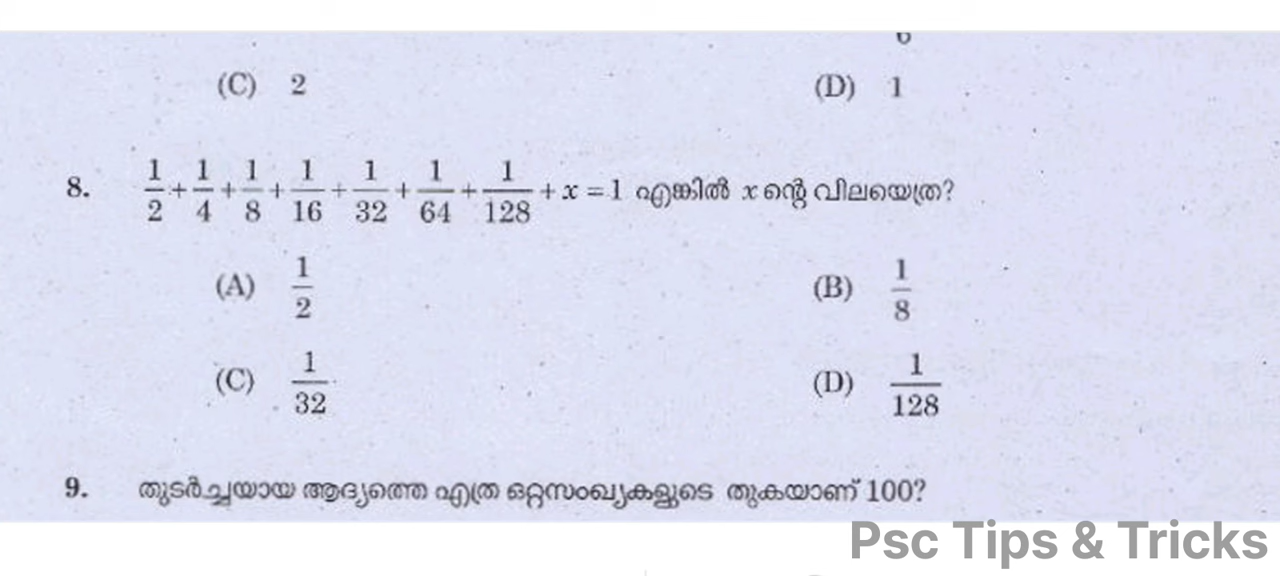 (C) 2 (D) 1
8. 1/2 + 1/4 + 1/8 + 1/16 + 1/32 + 1/64 + 1/128 + x = 1 എങ്കിൽ x ന്റെ വിലയെത്ര?
(A) 1/2 (B) 1/8
(C) 1/32 (D) 1/128
9. തുടർച്ചയായ ആദ്യത്തെ എത്ര ഒറ്റസംഖ്യകളുടെ തുകയാണ് 100?
Psc Tips & Tricks